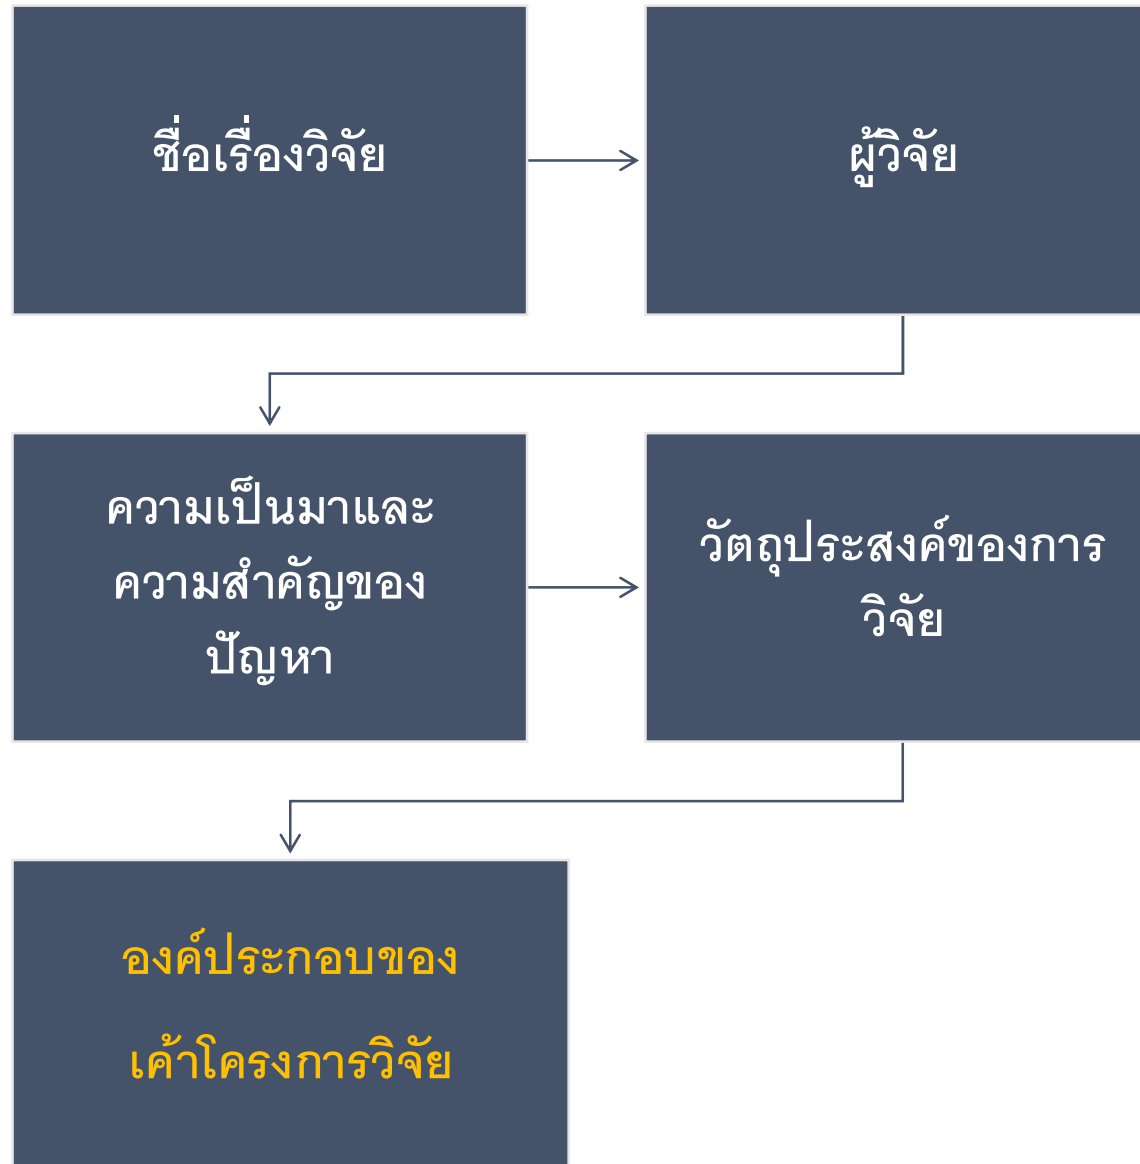 ชื่อเรื่องวิจัย
ผู้วิจัย
ความเป็นมาและ
ความสำคัญของ
ปัญหา
วัตถุประสงค์ของการ
วิจัย
องค์ประกอบของ
เค้าโครงการวิจัย